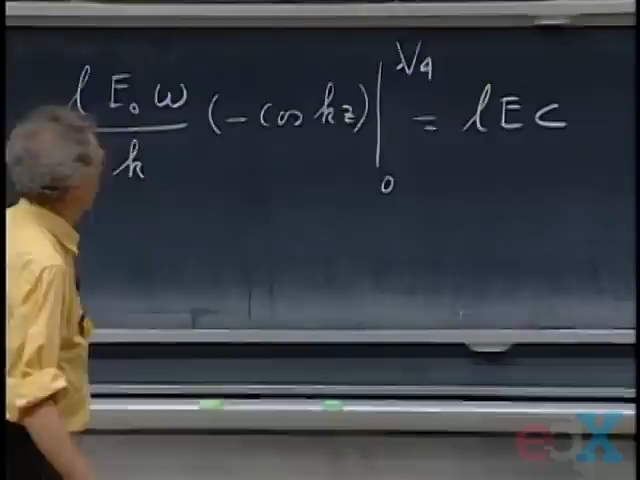 λ/4
l E₀ ω
(- cos kz) | = l E C
k
0
edX